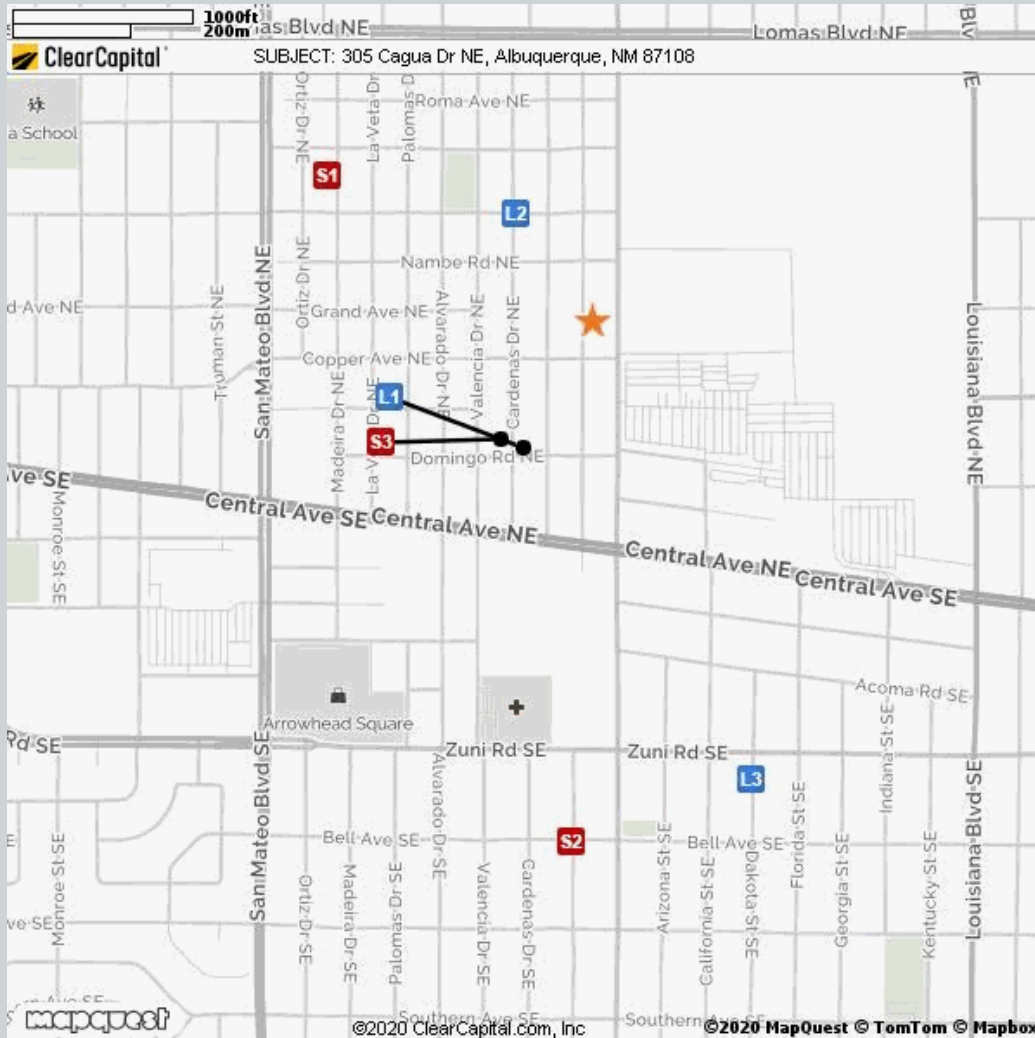 1000ft
200m
as Blvd NE
Lomas Blvd NE
Blv
ClearCapital
SUBJECT: 305 Cagua Dr NE, Albuquerque, NM 87108
a School
Ortiz Dr NE
La Veta Dr
Palomas D
Roma Ave NE
S1
L2
San Mateo Blvd NE
Ortiz Dr NE
Nambe Rd NE
d Ave NE
Truman St NE
Grand Ave NE
Alvarado Dr NE
Valencia Dr NE
Cardenas Dr NE
Louisiana Blvd NE
Copper Ave NE
Madeira Dr NE
L1
S3
Domingo Rd NE
ve SE
Monroe St SE
Central Ave SE
Central Ave NE
Central Ave NE
Central Ave SE
Acoma Rd SE
Arrowhead Square
Rd SE
Zuni Rd SE
Zuni Rd SE
Indiana St SE
L3
San Mateo Blvd SE
Alvarado Dr SE
Bell Ave SE
S2
Bell Ave SE
Florida St SE
Louisiana Blvd SE
Monroe St SE
Ortiz Dr SE
Madeira Dr SE
Palomas Dr SE
Valencia Dr SE
Cardenas Dr SE
Arizona St SE
California St SE
Dakota St SE
Georgia St SE
Kentucky St SE
ve SE
Southern Ave SE
Southern Ave SE
mapquest
©2020 ClearCapital.com, Inc
©2020 MapQuest © TomTom © Mapbox